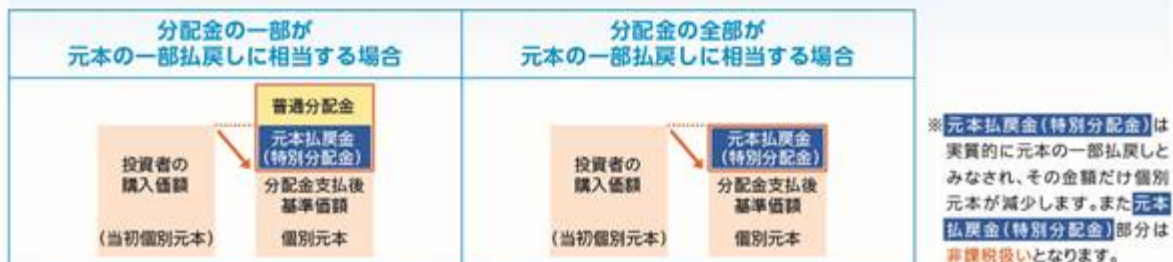 分配金の一部が
元本の一部払戻しに相当する場合
分配金の全部が
元本の一部払戻しに相当する場合
普通分配金
元本払戻金
(特別分配金)
投資者の
購入価額
(当初個別元本)
分配金支払後
基準価額
個別元本
元本払戻金
(特別分配金)
投資者の
購入価額
(当初個別元本)
分配金支払後
基準価額
個別元本
※元本払戻金(特別分配金)は
実質的に元本の一部払戻しと
みなされ、その金額だけ個別
元本が減少します。また元本
払戻金(特別分配金)部分は
非課税扱いとなります。